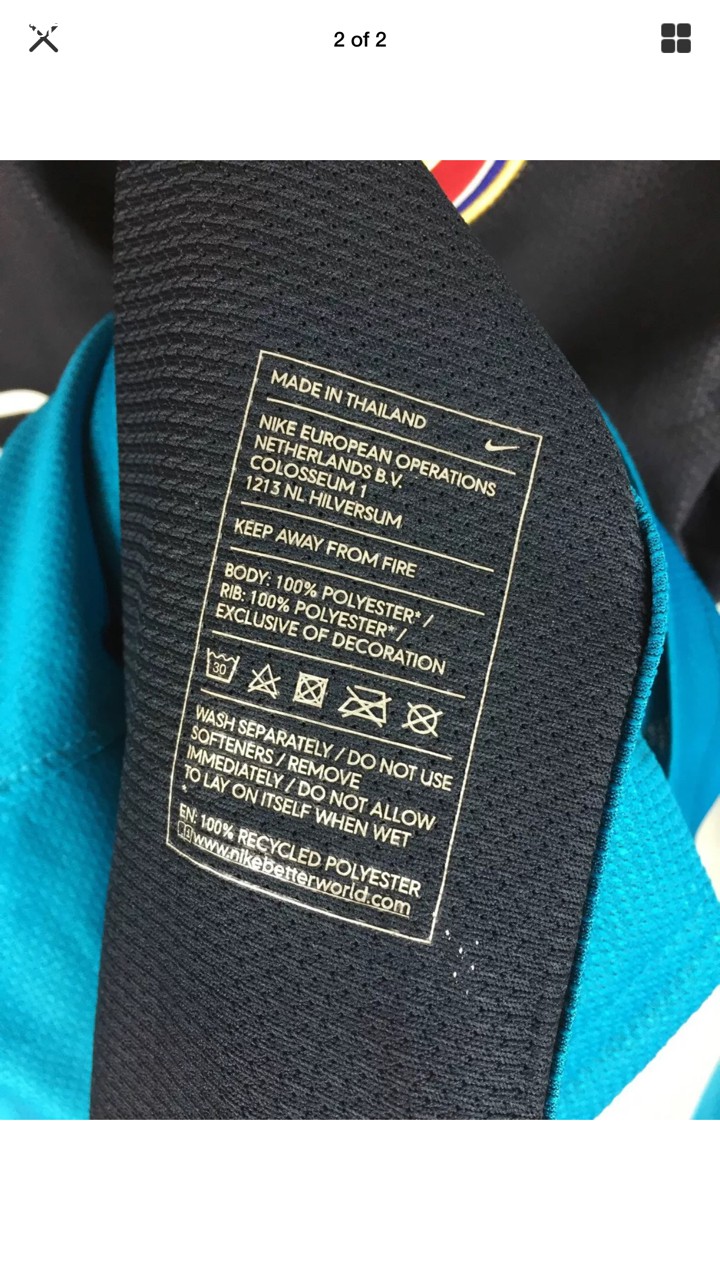 2 of 2
MADE IN THAILAND
NIKE EUROPEAN OPERATIONS
NETHERLANDS B.V.
COLOSSEUM 1
1213 NL HILVERSUM
KEEP AWAY FROM FIRE
BODY: 100% POLYESTER* /
RIB: 100% POLYESTER* /
EXCLUSIVE OF DECORATION
30
WASH SEPARATELY / DO NOT USE
SOFTENERS / REMOVE
IMMEDIATELY / DO NOT ALLOW
TO LAY ON ITSELF WHEN WET
EN: 100% RECYCLED POLYESTER
www.nikebetterworld.com